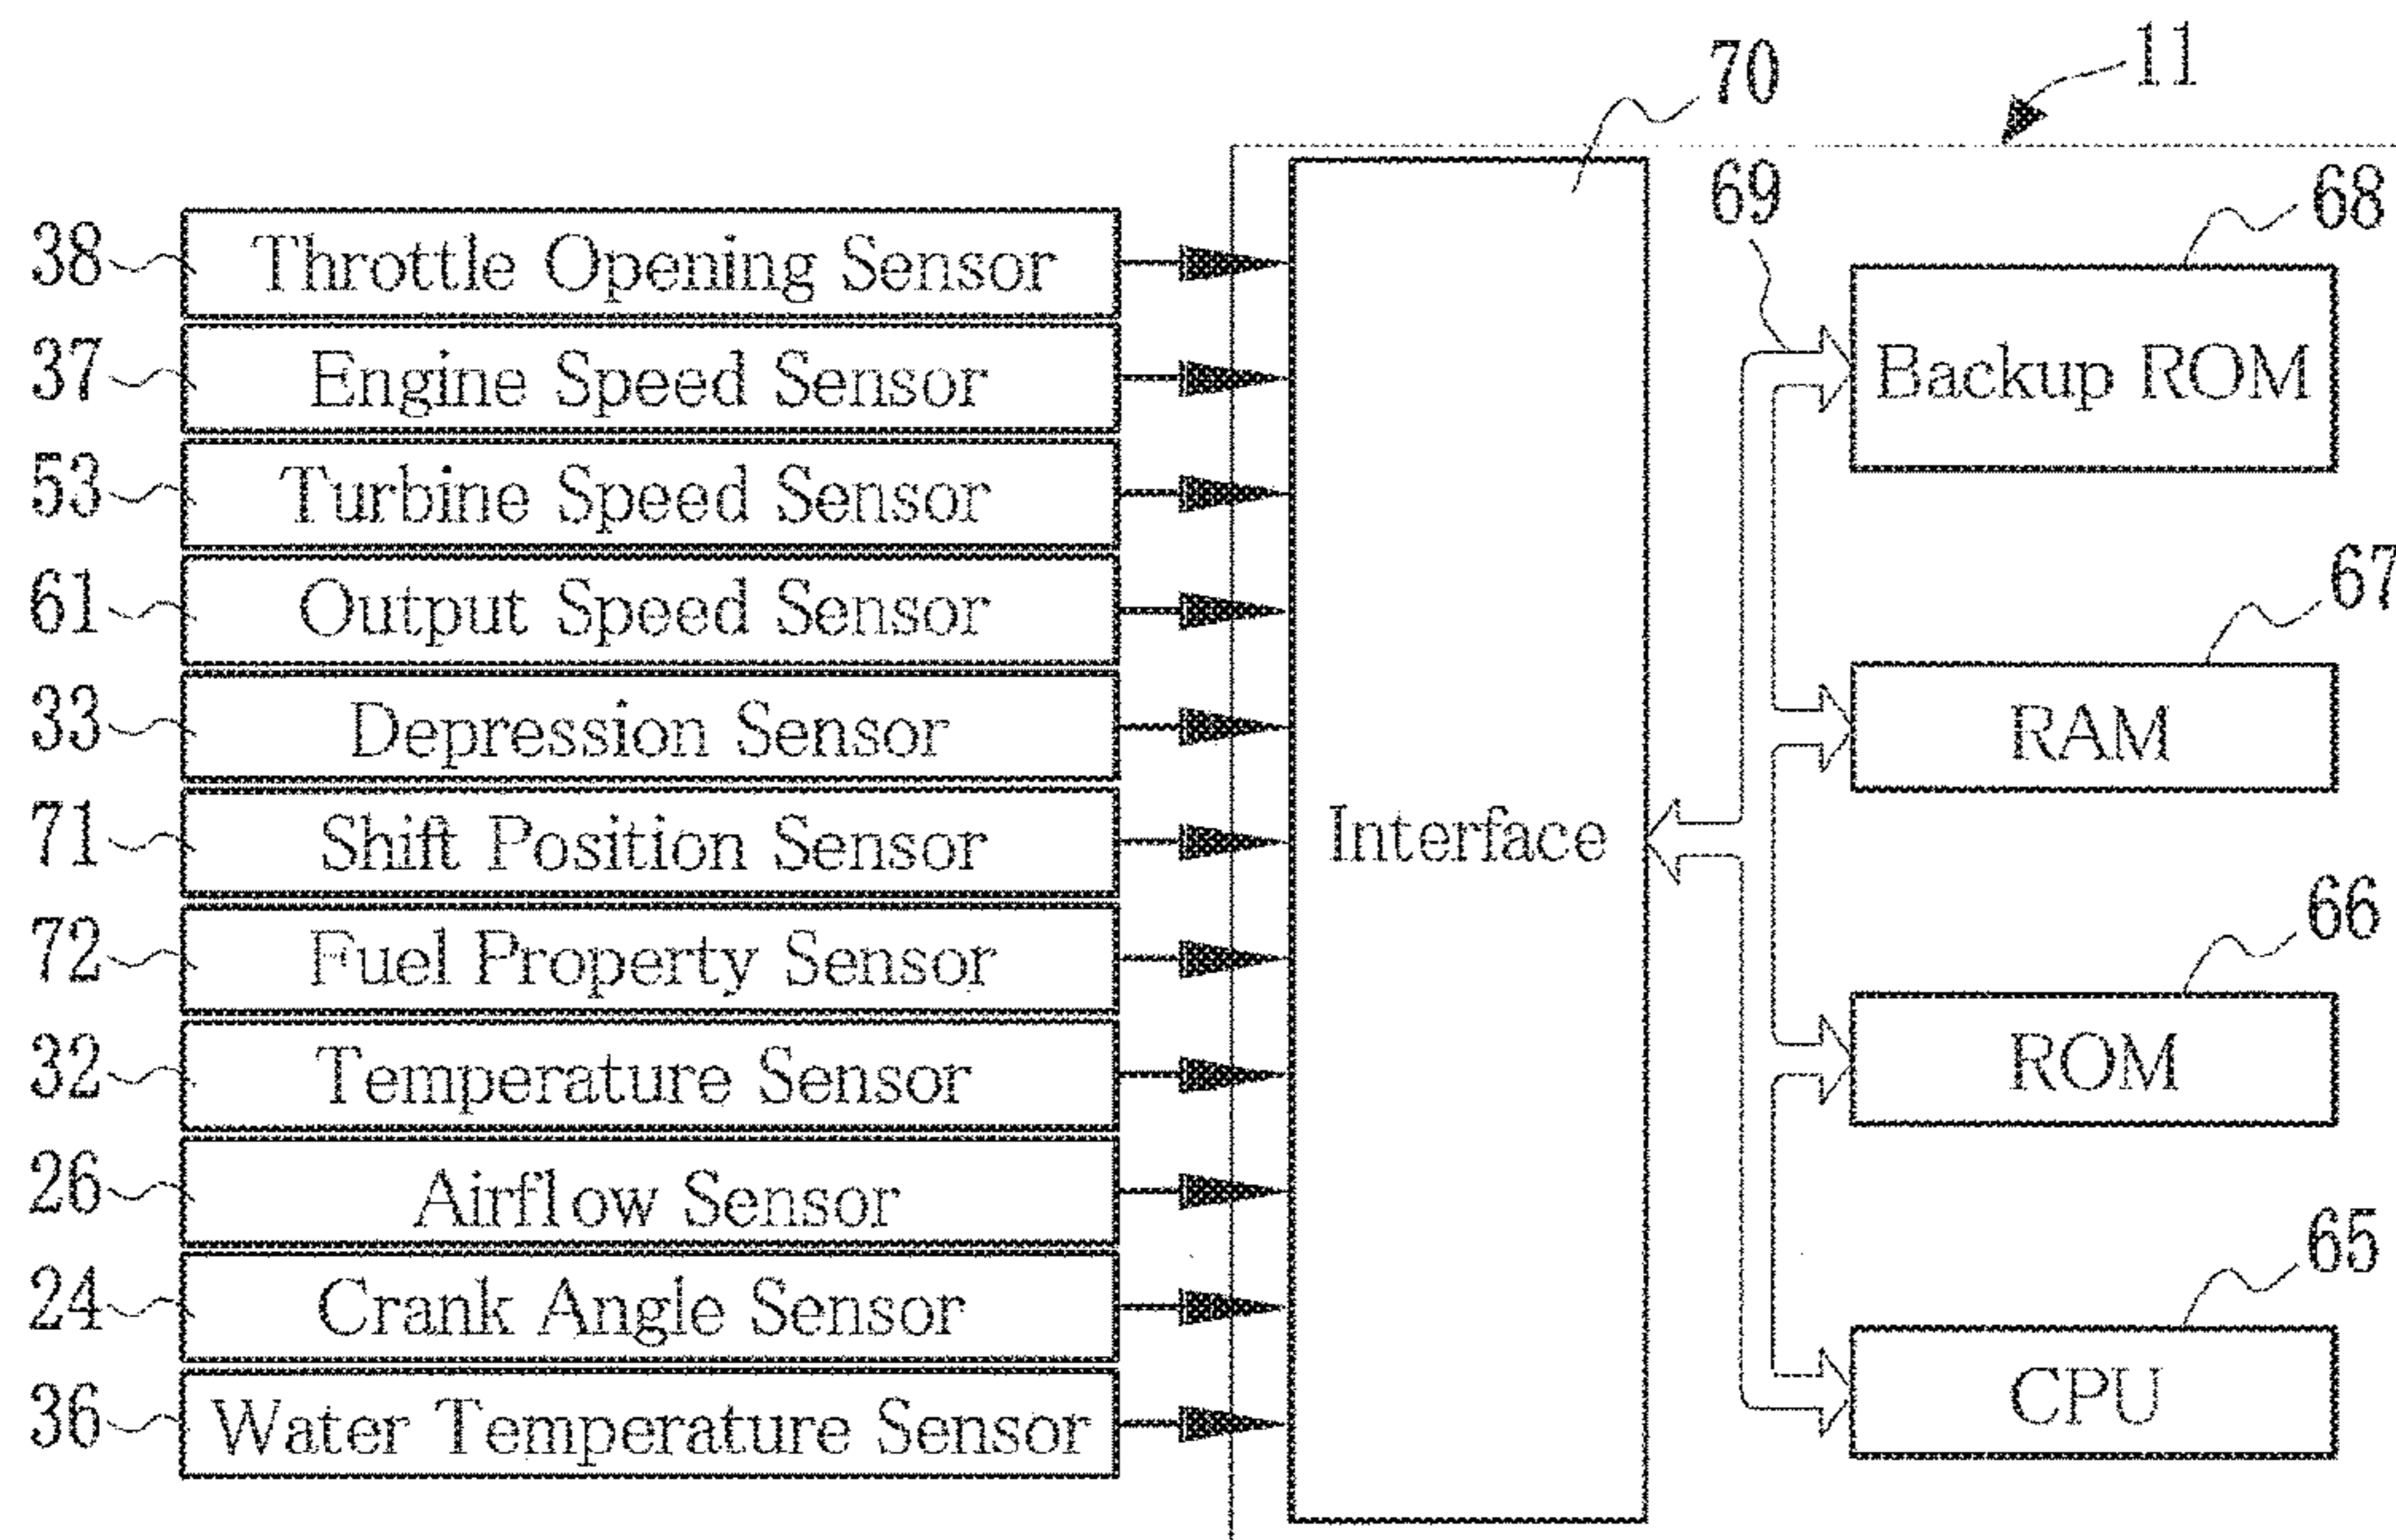 70
11
69
68
38 Throttle Opening Sensor
37 Engine Speed Sensor
Backup ROM
53 Turbine Speed Sensor
61 Output Speed Sensor
67
33 Depression Sensor
RAM
71 Shift Position Sensor
Interface
72 Fuel Property Sensor
66
32 Temperature Sensor
ROM
26 Airflow Sensor
65
24 Crank Angle Sensor
36 Water Temperature Sensor
CPU